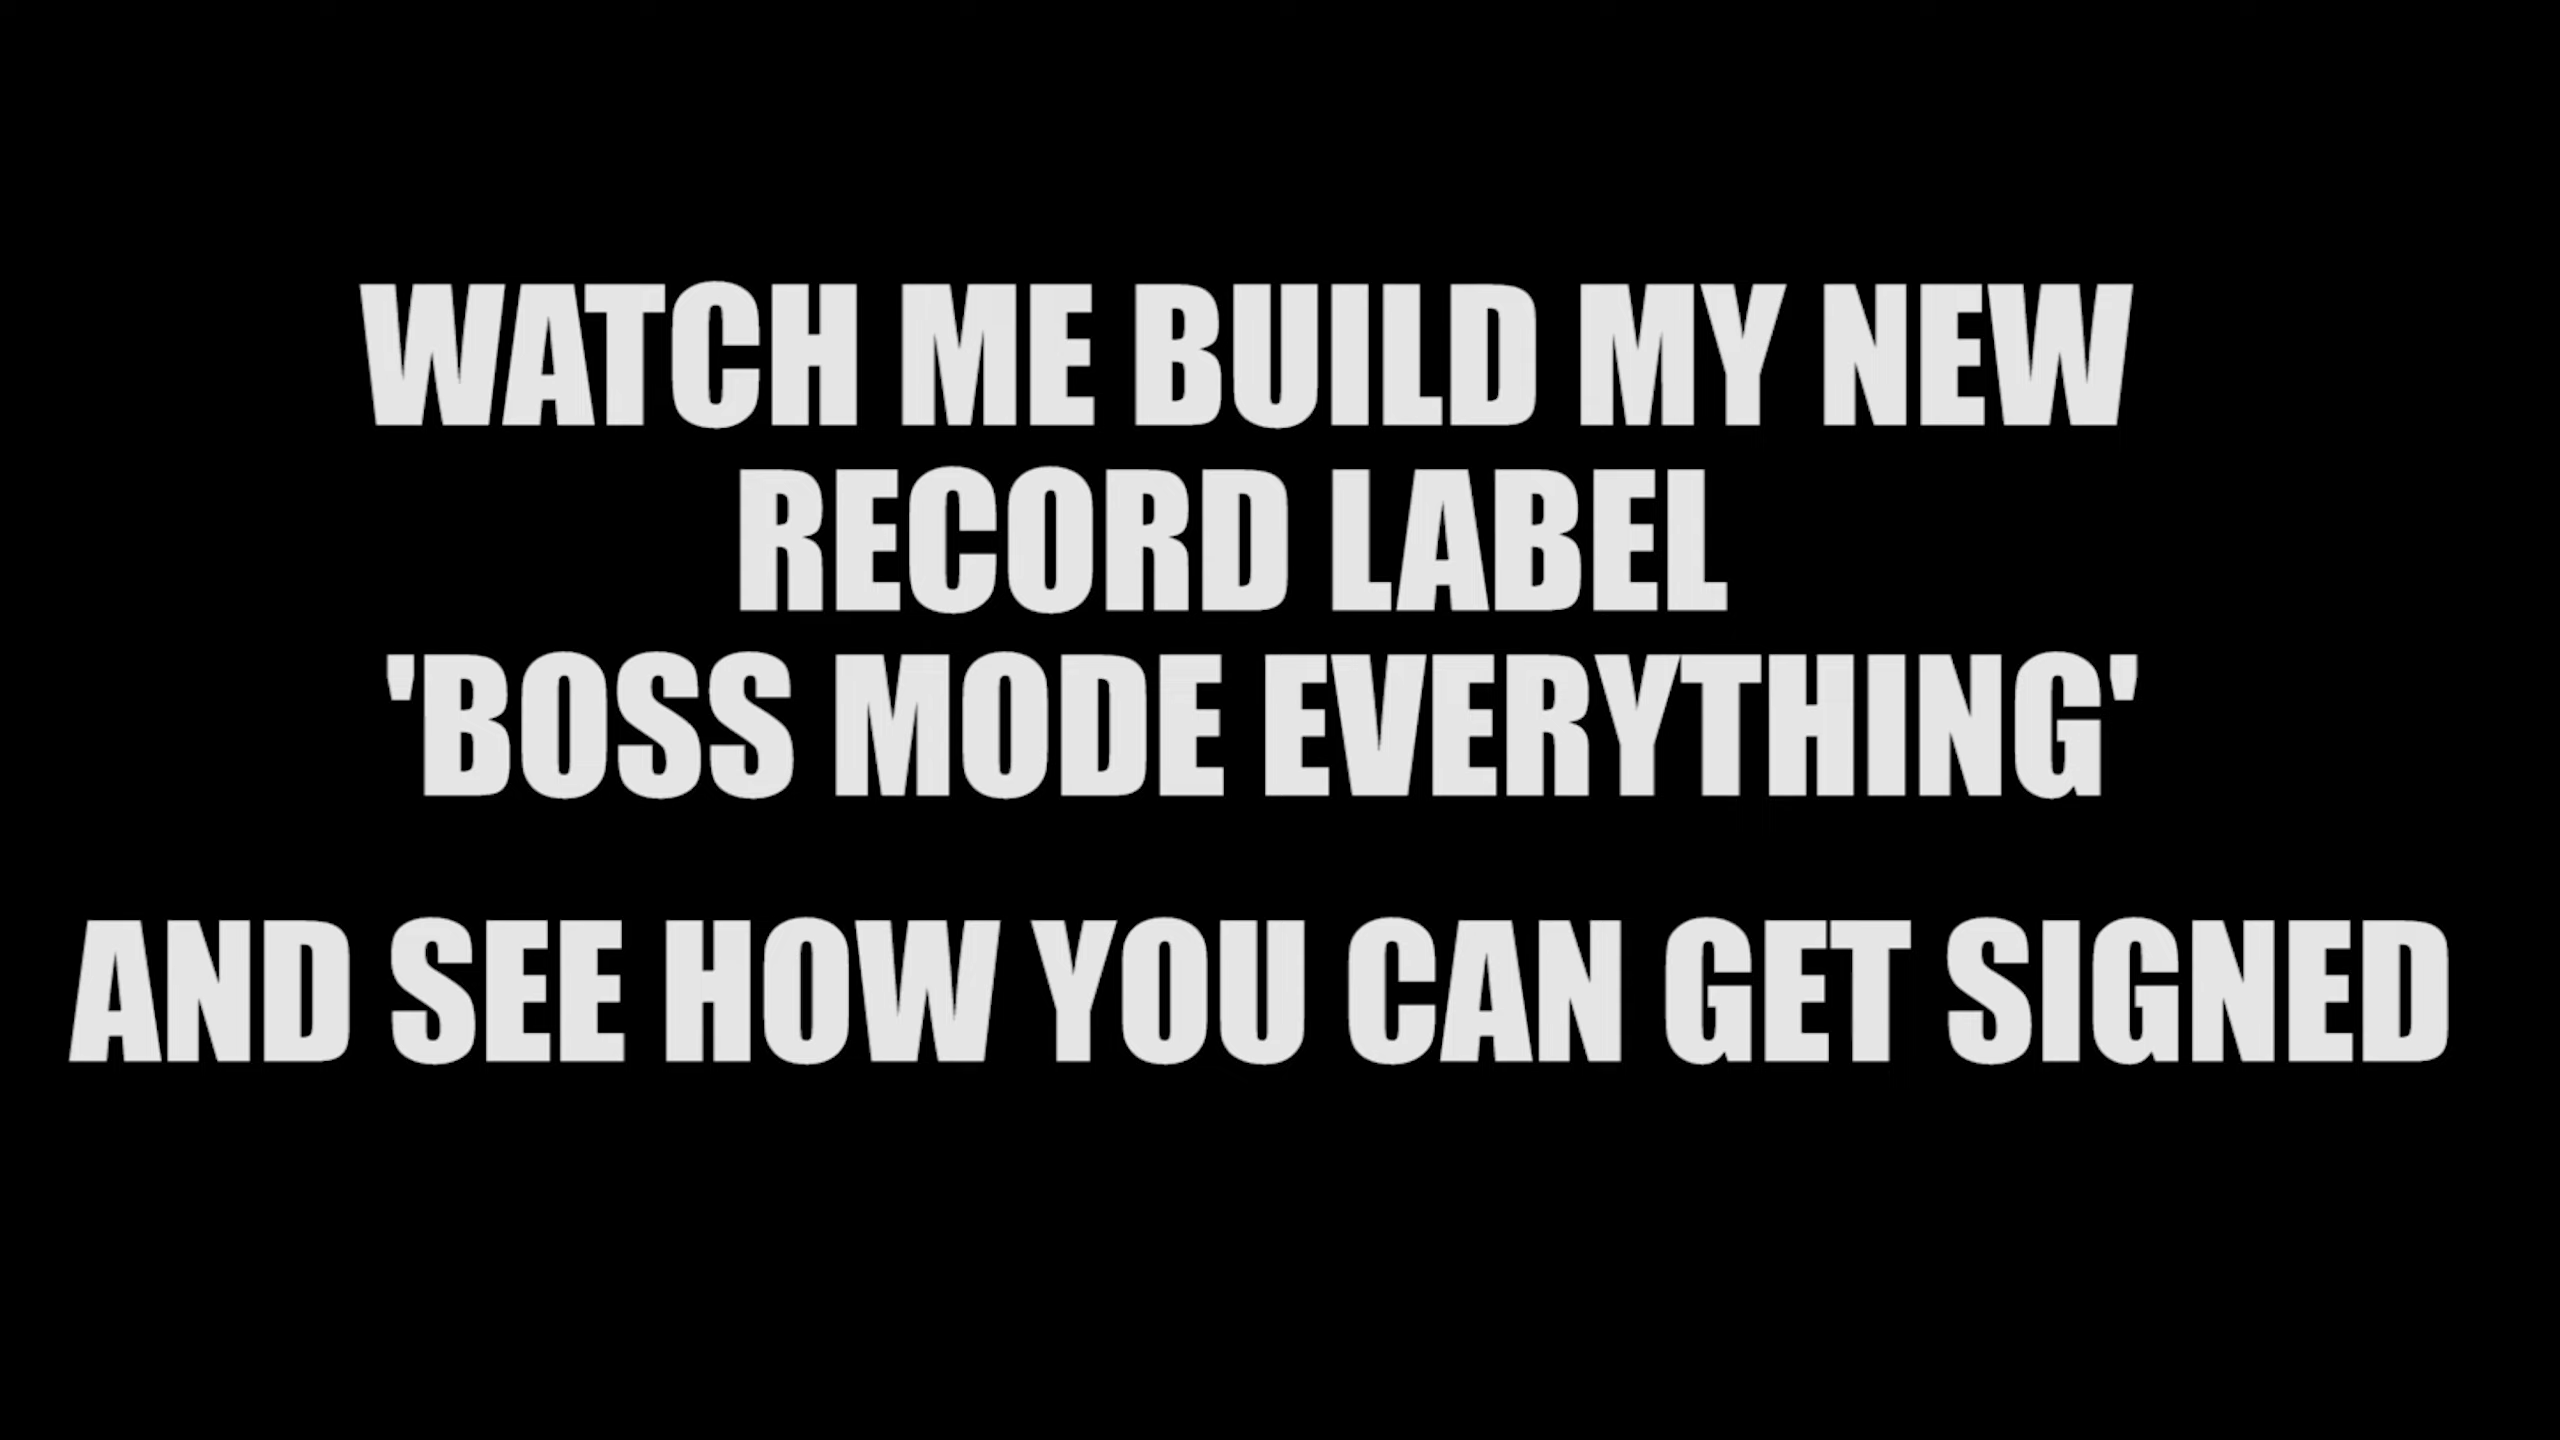 WATCH ME BUILD MY NEW
RECORD LABEL
'BOSS MODE EVERYTHING'
AND SEE HOW YOU CAN GET SIGNED